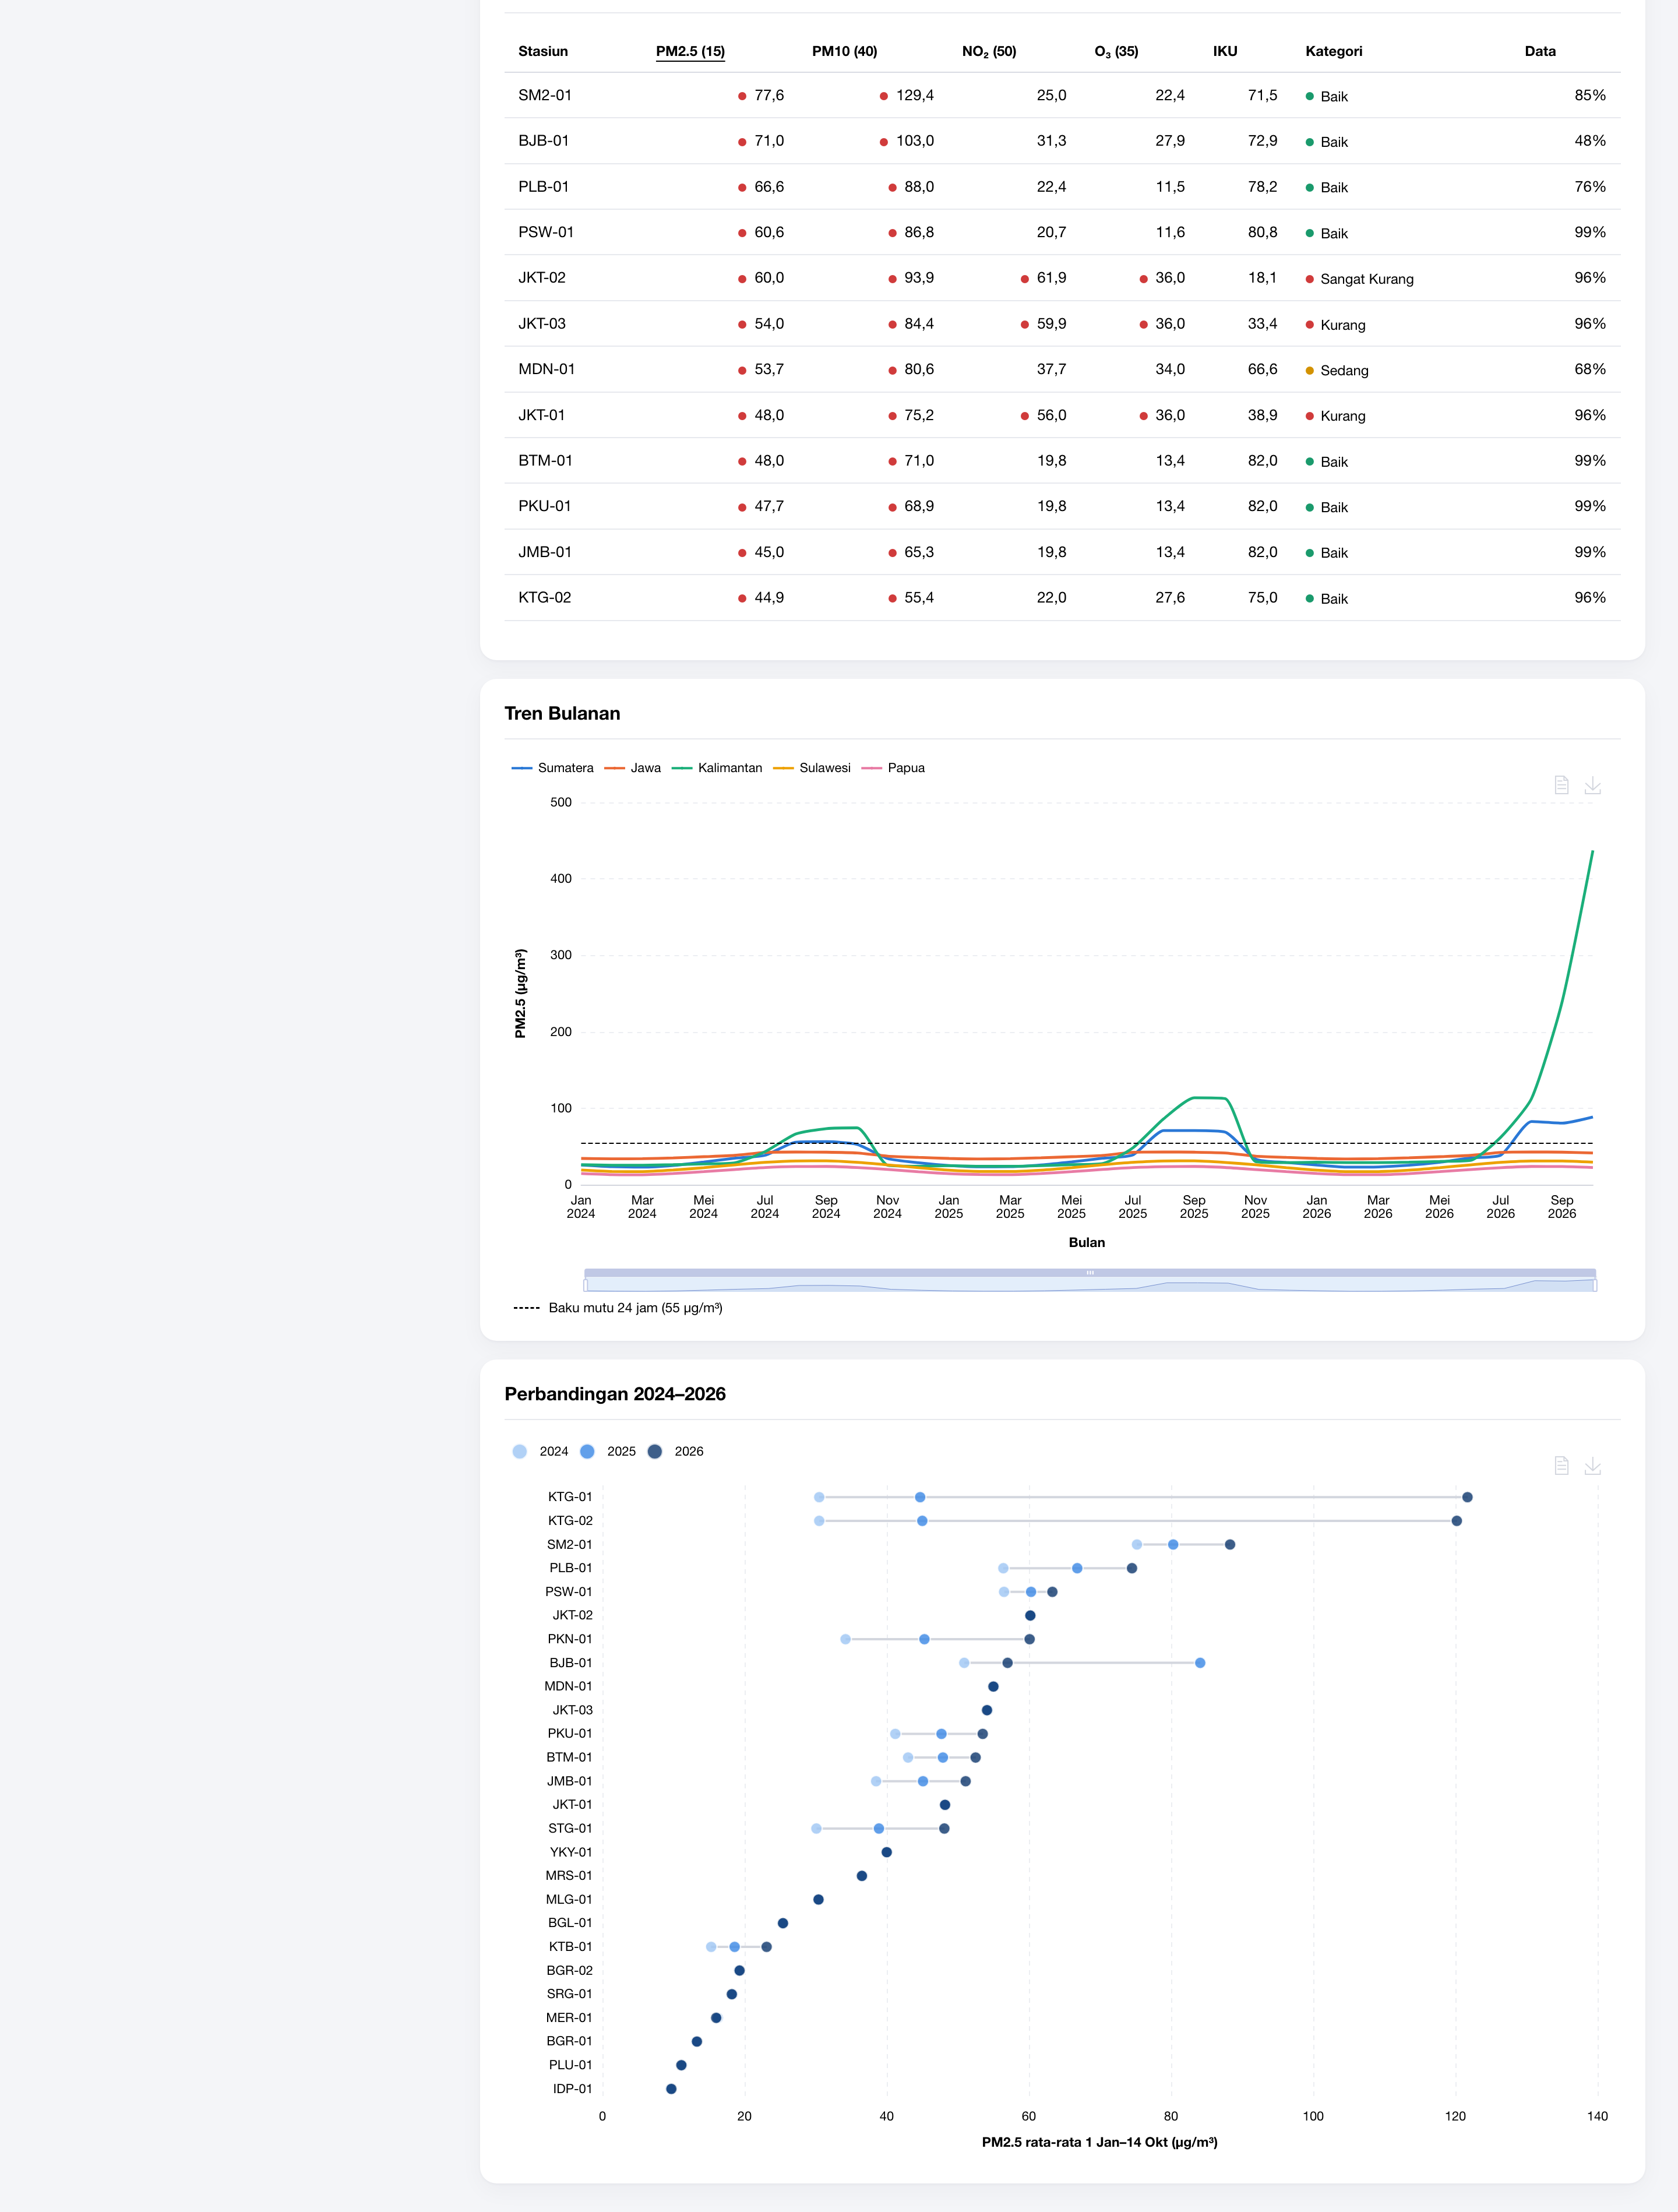 Stasiun PM2.5 (15) PM10 (40) NO₂ (50) O₃ (35) IKU Kategori Data
SM2-01 77,6 129,4 25,0 22,4 71,5 Baik 85%
BJB-01 71,0 103,0 31,3 27,9 72,9 Baik 48%
PLB-01 66,6 88,0 22,4 11,5 78,2 Baik 76%
PSW-01 60,6 86,8 20,7 11,6 80,8 Baik 99%
JKT-02 60,0 93,9 61,9 36,0 18,1 Sangat Kurang 96%
JKT-03 54,0 84,4 59,9 36,0 33,4 Kurang 96%
MDN-01 53,7 80,6 37,7 34,0 66,6 Sedang 68%
JKT-01 48,0 75,2 56,0 36,0 38,9 Kurang 96%
BTM-01 48,0 71,0 19,8 13,4 82,0 Baik 99%
PKU-01 47,7 68,9 19,8 13,4 82,0 Baik 99%
JMB-01 45,0 65,3 19,8 13,4 82,0 Baik 99%
KTG-02 44,9 55,4 22,0 27,6 75,0 Baik 96%
Tren Bulanan
Sumatera Jawa Kalimantan Sulawesi Papua
500
400
300
200
100
0
PM2.5 (µg/m³)
Jan Mar Mei Jul Sep Nov Jan Mar Mei Jul Sep Nov Jan Mar Mei Jul Sep
2024 2024 2024 2024 2024 2024 2025 2025 2025 2025 2025 2025 2026 2026 2026 2026 2026
Bulan
Baku mutu 24 jam (55 µg/m³)
Perbandingan 2024–2026
2024 2025 2026
KTG-01
KTG-02
SM2-01
PLB-01
PSW-01
JKT-02
PKN-01
BJB-01
MDN-01
JKT-03
PKU-01
BTM-01
JMB-01
JKT-01
STG-01
YKY-01
MRS-01
MLG-01
BGL-01
KTB-01
BGR-02
SRG-01
MER-01
BGR-01
PLU-01
IDP-01
0 20 40 60 80 100 120 140
PM2.5 rata-rata 1 Jan–14 Okt (µg/m³)